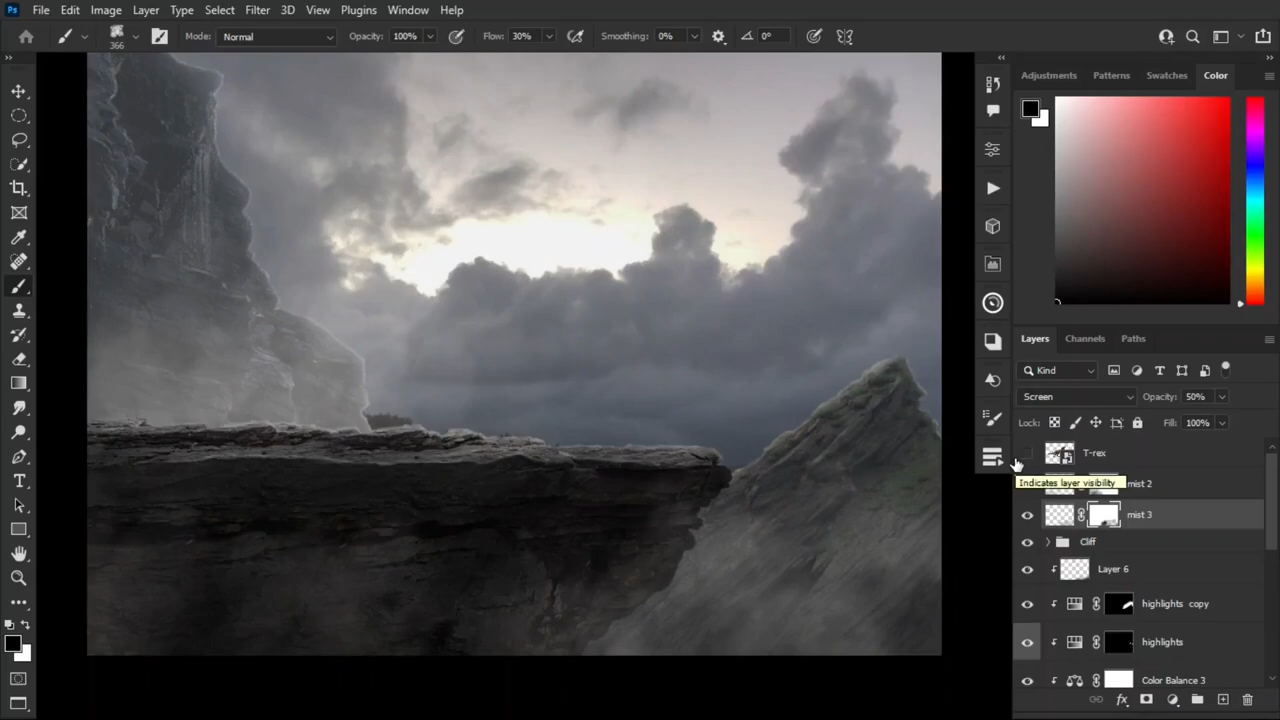 Ps File Edit Image Layer Type Select Filter 3D View Plugins Window Help
366 Mode: Normal Opacity: 100% Flow: 30% Smoothing: 0% 0°
Adjustments Patterns Swatches Color
Layers Channels Paths
Kind
Screen Opacity: 50%
Lock: Fill: 100%
T-rex
Indicates layer visibility mist 2
mist 3
Cliff
Layer 6
highlights copy
highlights
Color Balance 3
fx